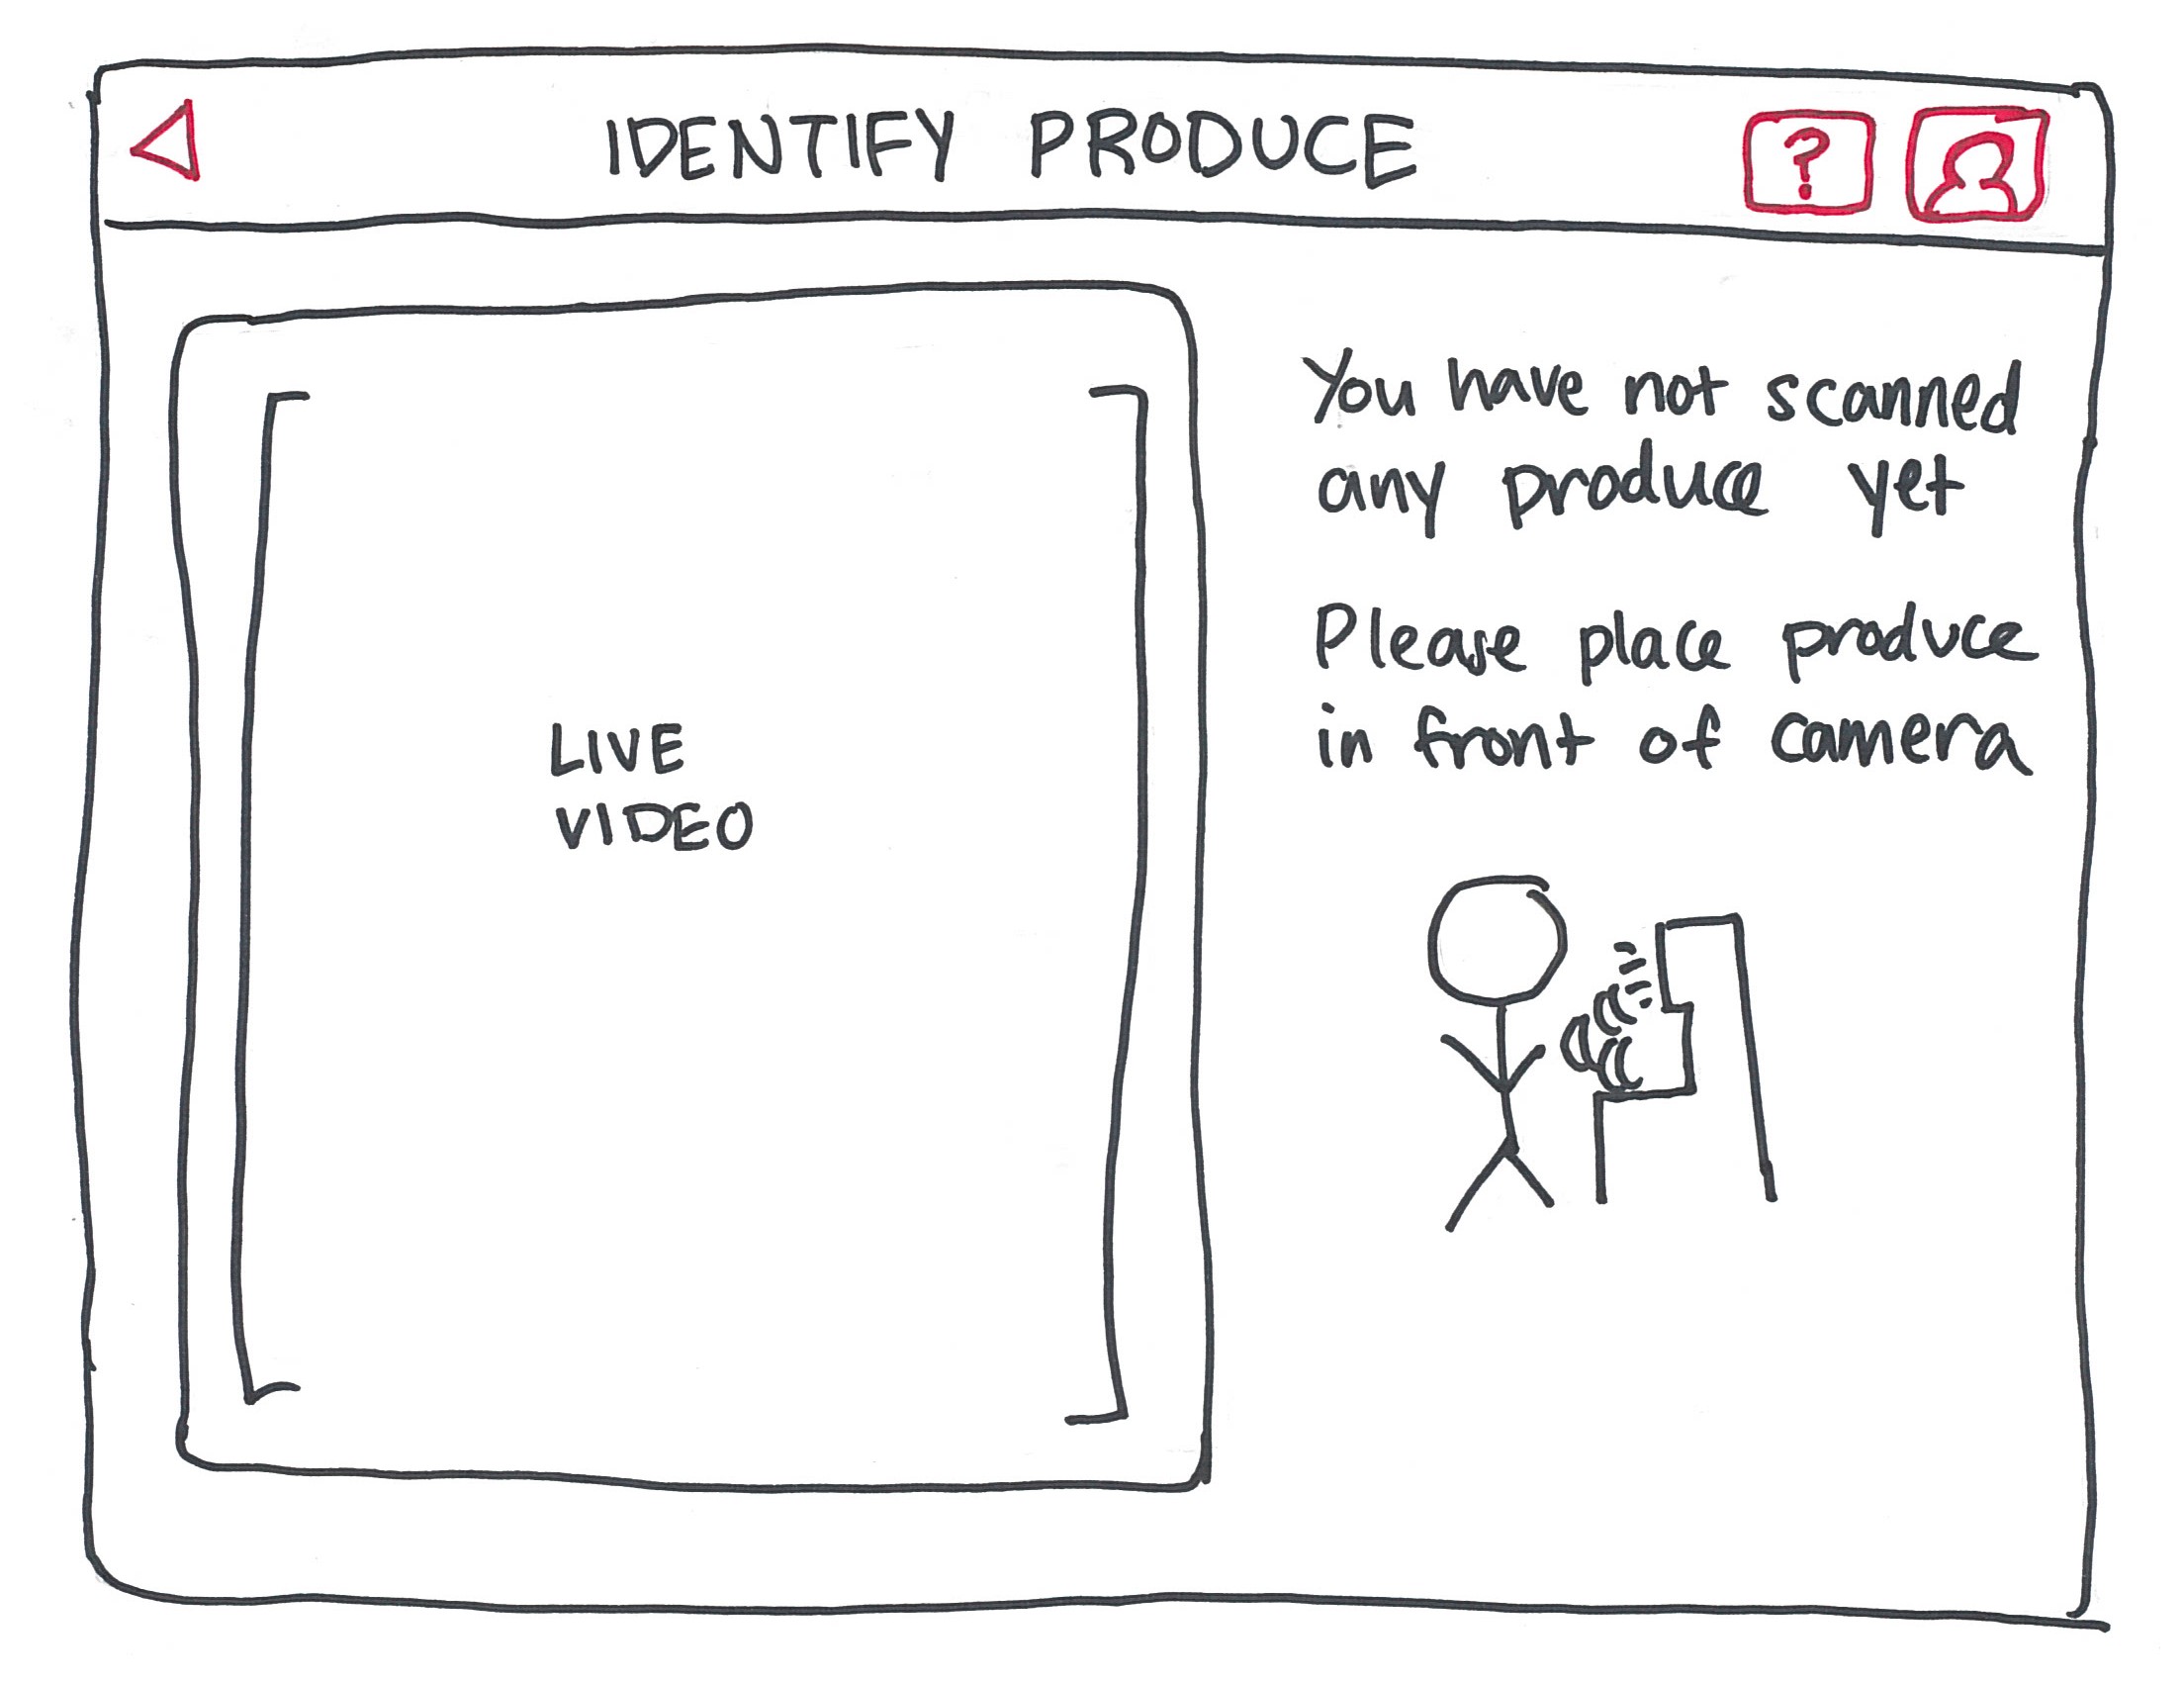 IDENTIFY PRODUCE
?
You have not scanned
any produce yet
Please place produce
in front of camera
LIVE
VIDEO